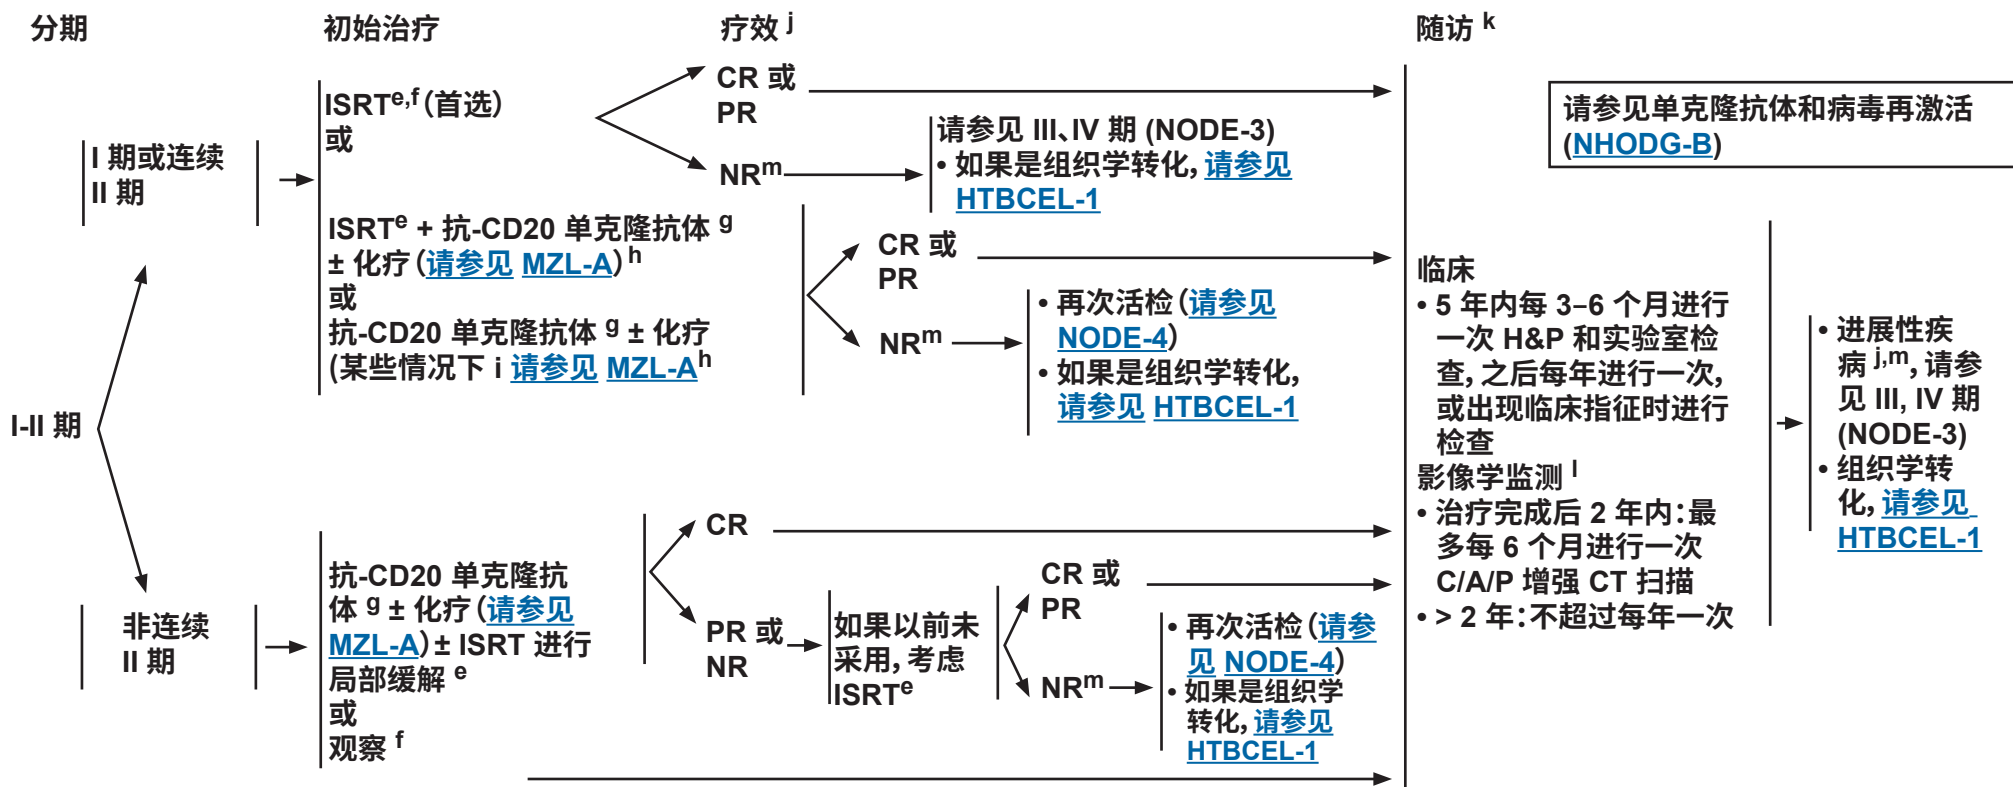 分期
初始治疗
疗效 j
随访 k
I-II 期
I 期或连续
II 期
ISRTe,f (首选)
或
CR 或
PR
NRm
请参见 III、IV 期 (NODE-3)
• 如果是组织学转化, 请参见
HTBCEL-1
ISRTe + 抗-CD20 单克隆抗体 g
± 化疗 (请参见 MZL-A) h
或
抗-CD20 单克隆抗体 g ± 化疗
(某些情况下 i 请参见 MZL-Ah
CR 或
PR
NRm
• 再次活检 (请参见
NODE-4)
• 如果是组织学转化,
请参见 HTBCEL-1
非连续
II 期
抗-CD20 单克隆抗
体 g ± 化疗 (请参见
MZL-A) ± ISRT 进行
局部缓解 e
或
观察 f
CR
PR 或
NR
如果以前未
采用, 考虑
ISRTe
CR 或
PR
NRm
• 再次活检 (请参
见 NODE-4)
• 如果是组织学
转化, 请参见
HTBCEL-1
请参见单克隆抗体和病毒再激活
(NHODG-B)
临床
• 5 年内每 3–6 个月进行
一次 H&P 和实验室检
查, 之后每年进行一次,
或出现临床指征时进行
检查
影像学监测 l
• 治疗完成后 2 年内: 最
多每 6 个月进行一次
C/A/P 增强 CT 扫描
• > 2 年: 不超过每年一次
• 进展性疾
病 j,m, 请参
见 III, IV 期
(NODE-3)
• 组织学转
化, 请参见
HTBCEL-1